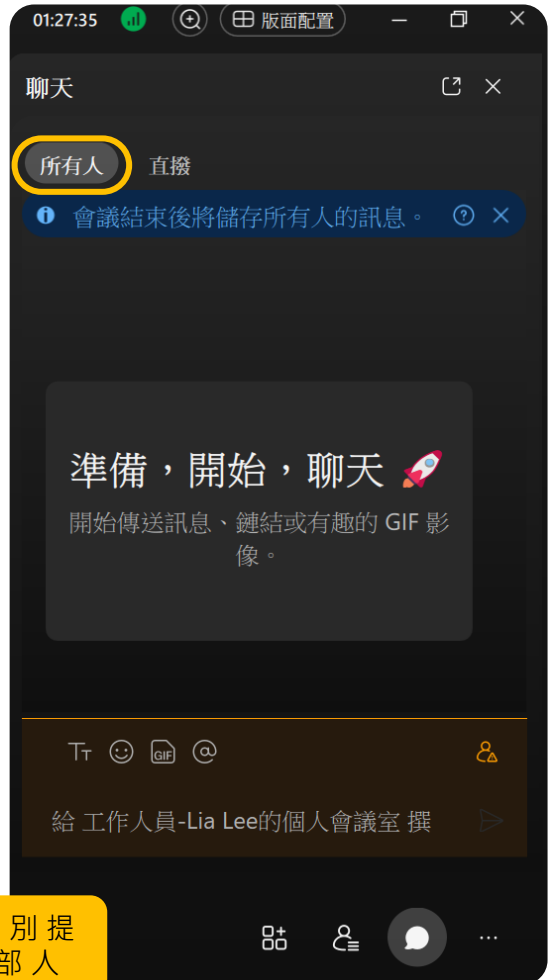 01:27:35 版面配置
聊天
所有人 直撥
會議結束後將儲存所有人的訊息。
準備，開始，聊天 🚀
開始傳送訊息、鏈結或有趣的 GIF 影
像。
GIF
給 工作人員-Lia Lee的個人會議室 撰
別 提
部 人